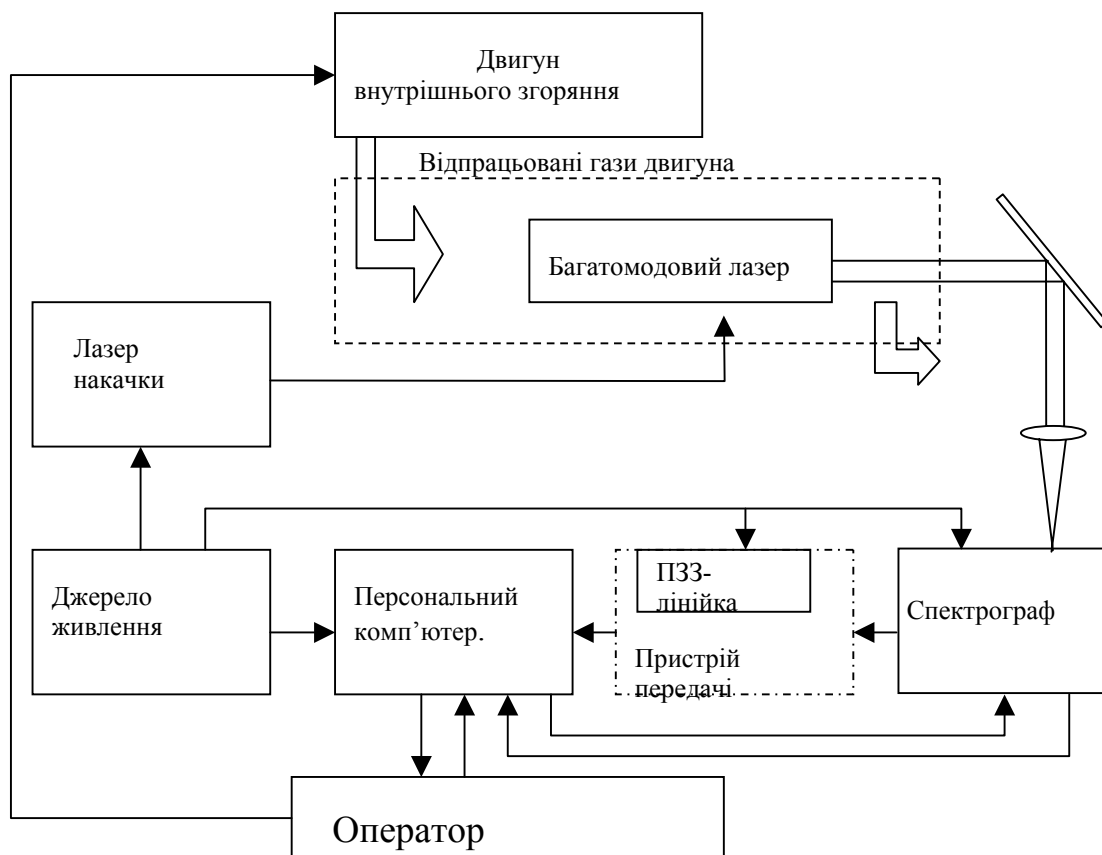 Двигун
внутрішнього згоряння
Відпрацьовані гази двигуна
Багатомодовий лазер
Лазер
накачки
Джерело
живлення
Персональний
комп’ютер.
ПЗЗ-
лінійка
Пристрій
передачі
Спектрограф
Оператор